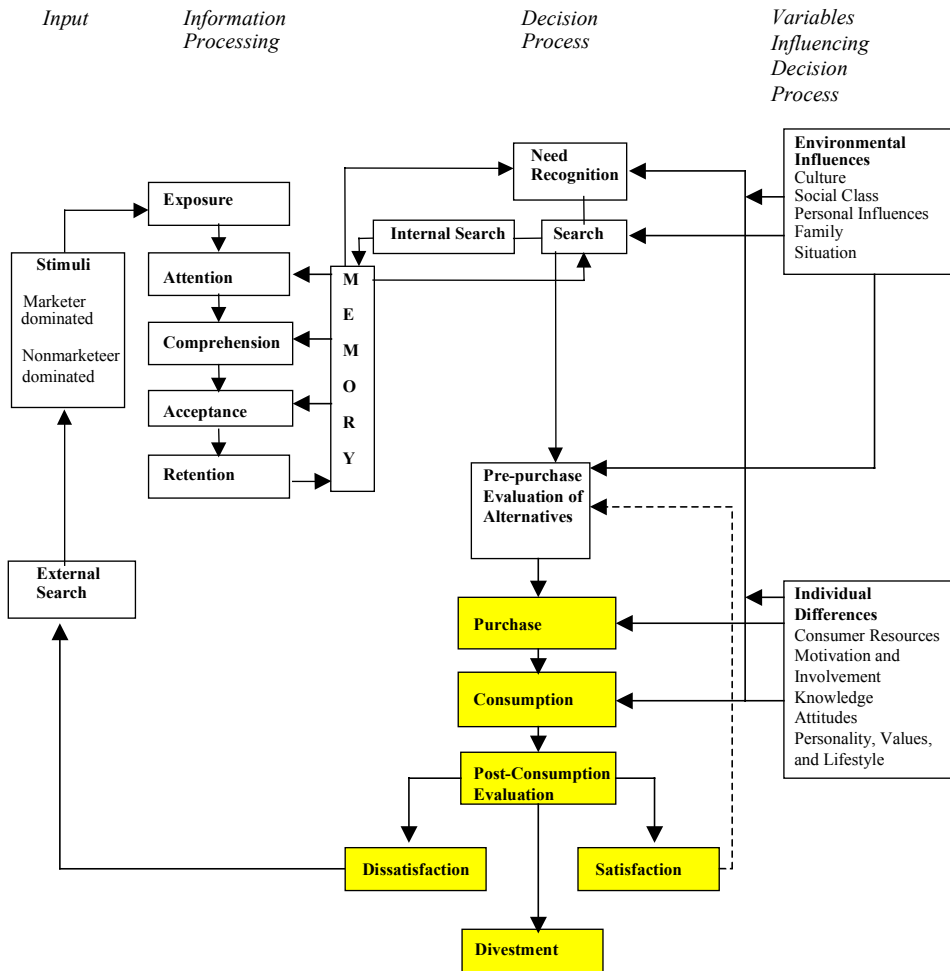 Input
Information
Processing
Decision
Process
Variables
Influencing
Decision
Process
Environmental
Influences
Culture
Social Class
Personal Influences
Family
Situation
Need
Recognition
Exposure
Internal Search
Search
Stimuli
Marketer
dominated
Nonmarketeer
dominated
Attention
Comprehension
Acceptance
Retention
M
E
M
O
R
Y
Pre-purchase
Evaluation of
Alternatives
External
Search
Purchase
Consumption
Individual
Differences
Consumer Resources
Motivation and
Involvement
Knowledge
Attitudes
Personality, Values,
and Lifestyle
Post-Consumption
Evaluation
Dissatisfaction
Satisfaction
Divestment